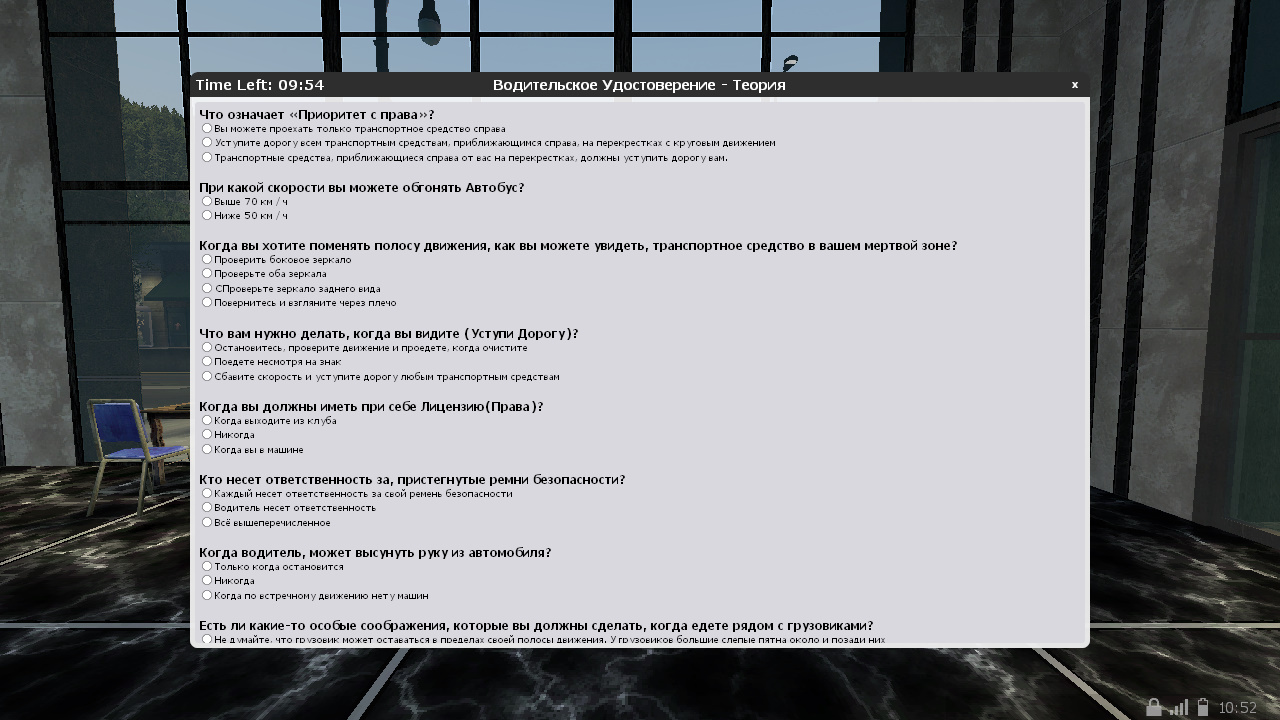 Time Left: 09:54 Водительское Удостоверение - Теория x
Что означает «Приоритет с права»?
Вы можете проехать только транспортное средство справа
Уступите дорогу всем транспортным средствам, приближающимся справа, на перекрестках с круговым движением
Транспортные средства, приближающиеся справа от вас на перекрестках, должны уступить дорогу вам.
При какой скорости вы можете обгонять Автобус?
Выше 70 км / ч
Ниже 50 км / ч
Когда вы хотите поменять полосу движения, как вы можете увидеть, транспортное средство в вашем мертвой зоне?
Проверить боковое зеркало
Проверьте оба зеркала
СПроверьте зеркало заднего вида
Повернитесь и взгляните через плечо
Что вам нужно делать, когда вы видите (Уступи Дорогу)?
Остановитесь, проверите движение и проедете, когда очистите
Поедете несмотря на знак
Сбавите скорость и уступите дорогу любым транспортным средствам
Когда вы должны иметь при себе Лицензию(Права)?
Когда выходите из клуба
Никогда
Когда вы в машине
Кто несет ответственность за, пристегнутые ремни безопасности?
Каждый несет ответственность за свой ремень безопасности
Водитель несет ответственность
Всё вышеперечисленное
Когда водитель, может высунуть руку из автомобиля?
Только когда остановится
Никогда
Когда по встречному движению нет у машин
Есть ли какие-то особые соображения, которые вы должны сделать, когда едете рядом с грузовиками?
Не думайте, что грузовик может оставаться в пределах своей полосы движения. У грузовиков большие слепые пятна около и позади них
10:52